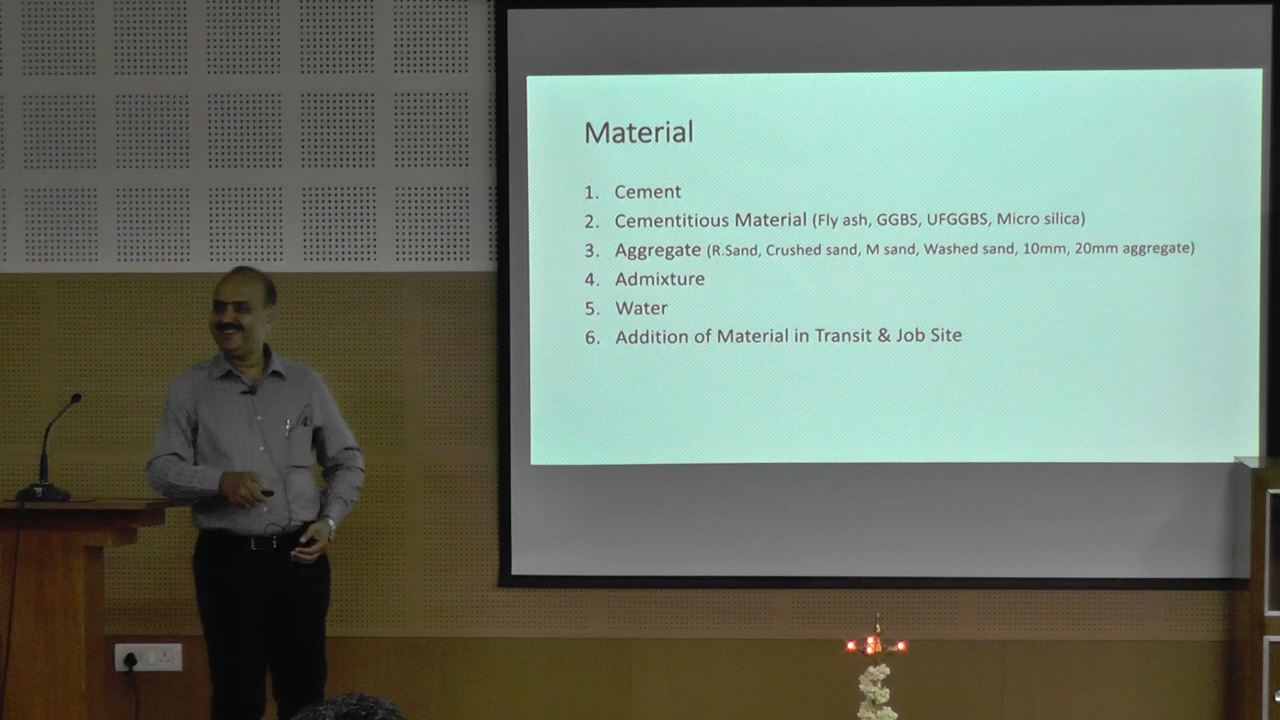 Material
1. Cement
2. Cementitious Material (Fly ash, GGBS, UFGGBS, Micro silica)
3. Aggregate (R.Sand, Crushed sand, M sand, Washed sand, 10mm, 20mm aggregate)
4. Admixture
5. Water
6. Addition of Material in Transit & Job Site